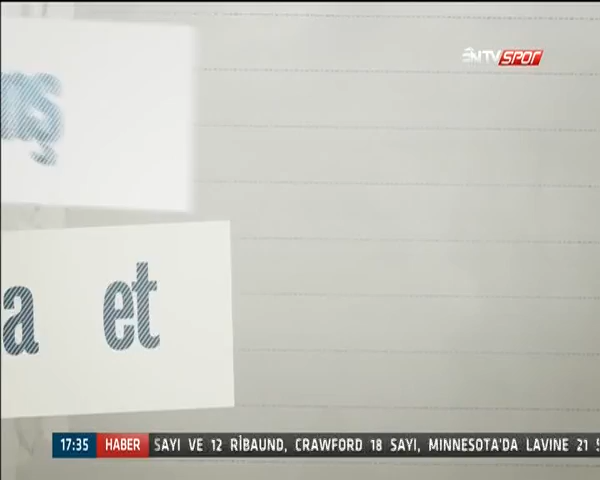 NTV SPOR
a et
17:35 HABER SAYI VE 12 RİBAUND, CRAWFORD 18 SAYI, MINNESOTA'DA LAVINE 21